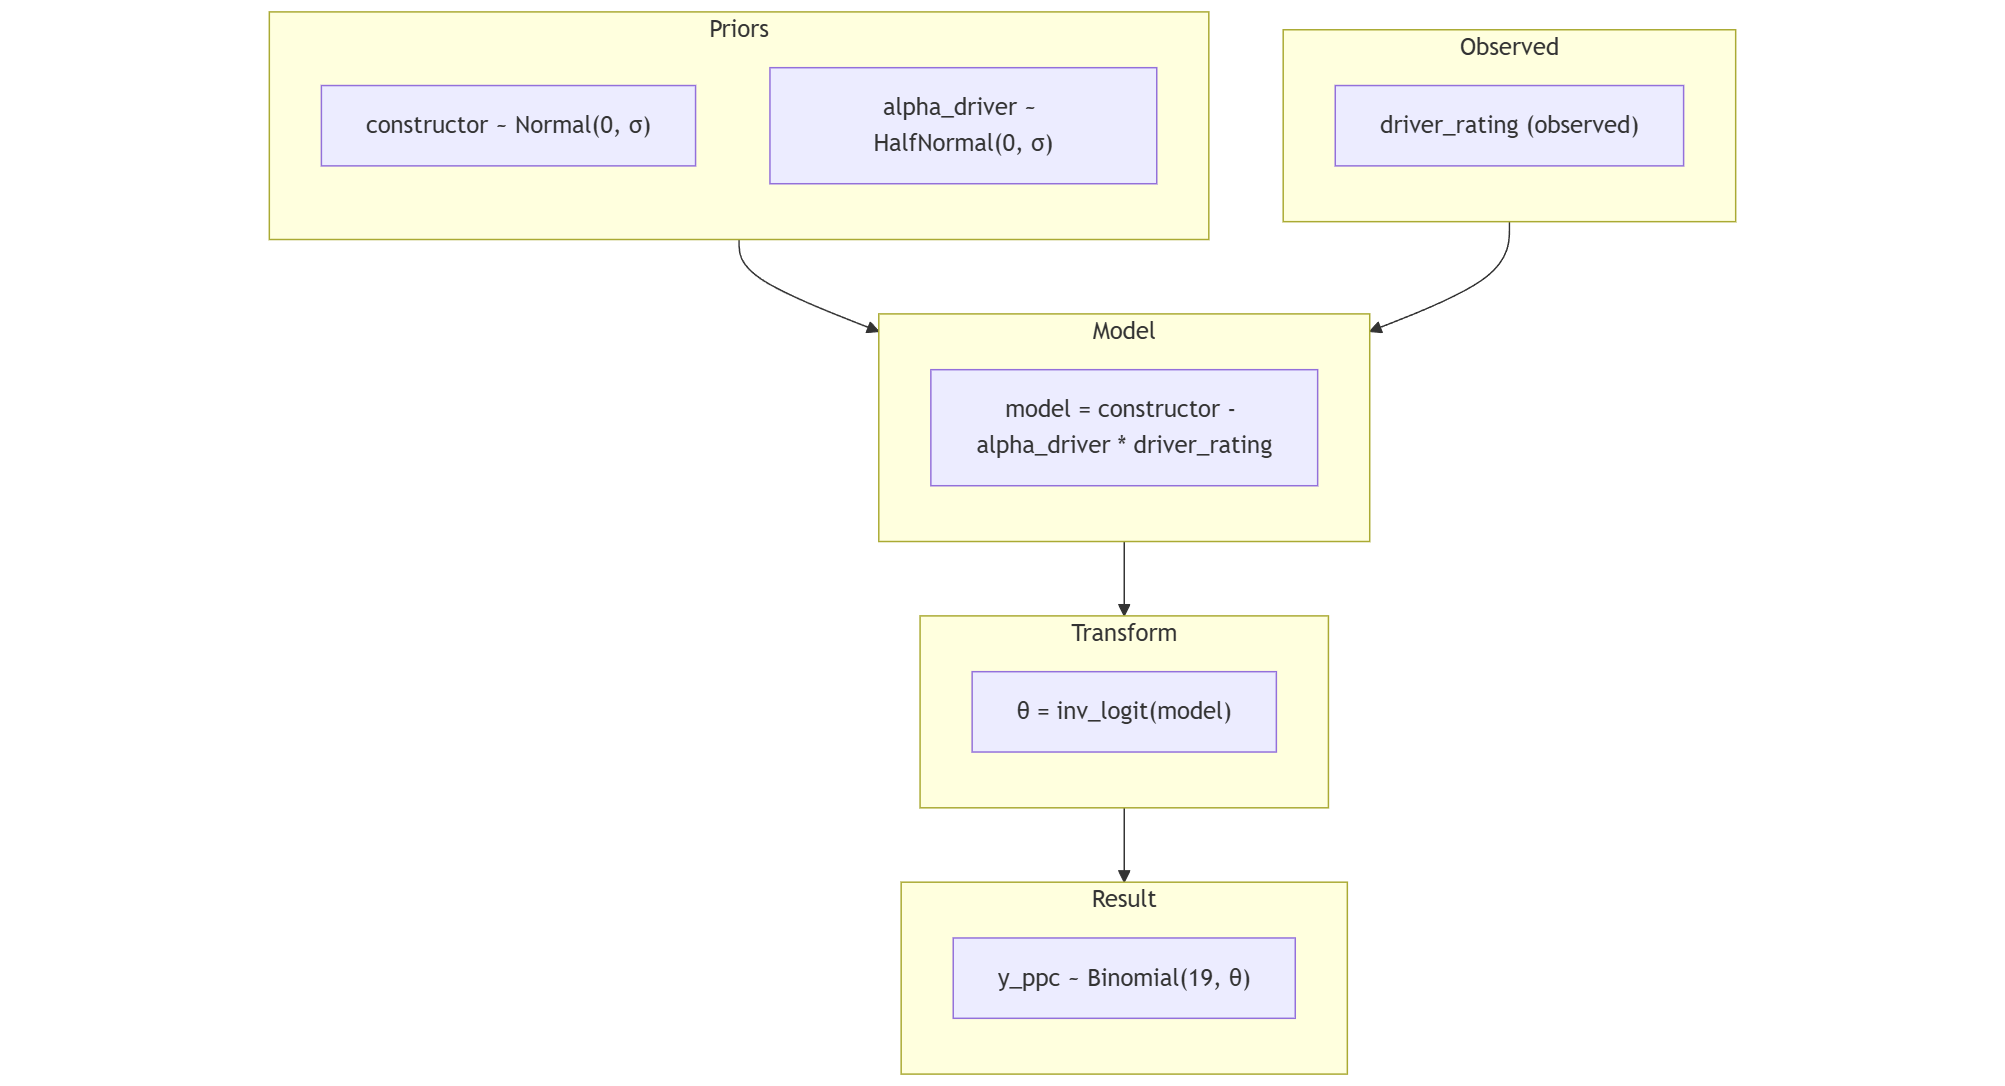 Priors
constructor ~ Normal(0, σ)
alpha_driver ~
HalfNormal(0, σ)
Observed
driver_rating (observed)
Model
model = constructor -
alpha_driver * driver_rating
Transform
θ = inv_logit(model)
Result
y_ppc ~ Binomial(19, θ)